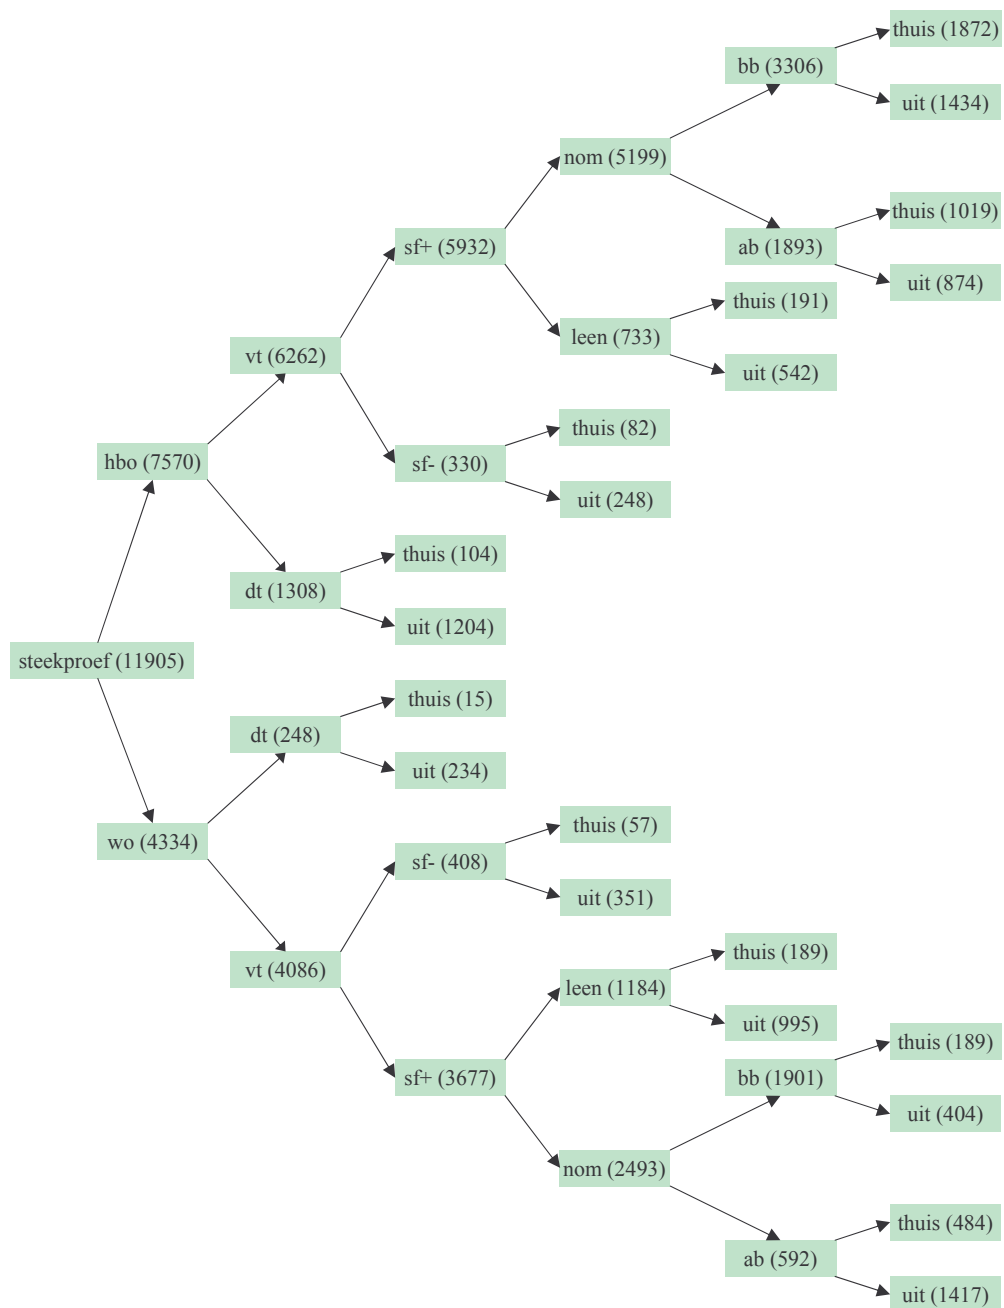 thuis (1872)
bb (3306)
uit (1434)
nom (5199)
thuis (1019)
sf+ (5932)
ab (1893)
uit (874)
thuis (191)
leen (733)
vt (6262)
uit (542)
thuis (82)
hbo (7570)
sf- (330)
uit (248)
thuis (104)
dt (1308)
uit (1204)
steekproef (11905)
thuis (15)
dt (248)
uit (234)
thuis (57)
wo (4334)
sf- (408)
uit (351)
thuis (189)
vt (4086)
leen (1184)
uit (995)
thuis (189)
sf+ (3677)
bb (1901)
uit (404)
nom (2493)
thuis (484)
ab (592)
uit (1417)